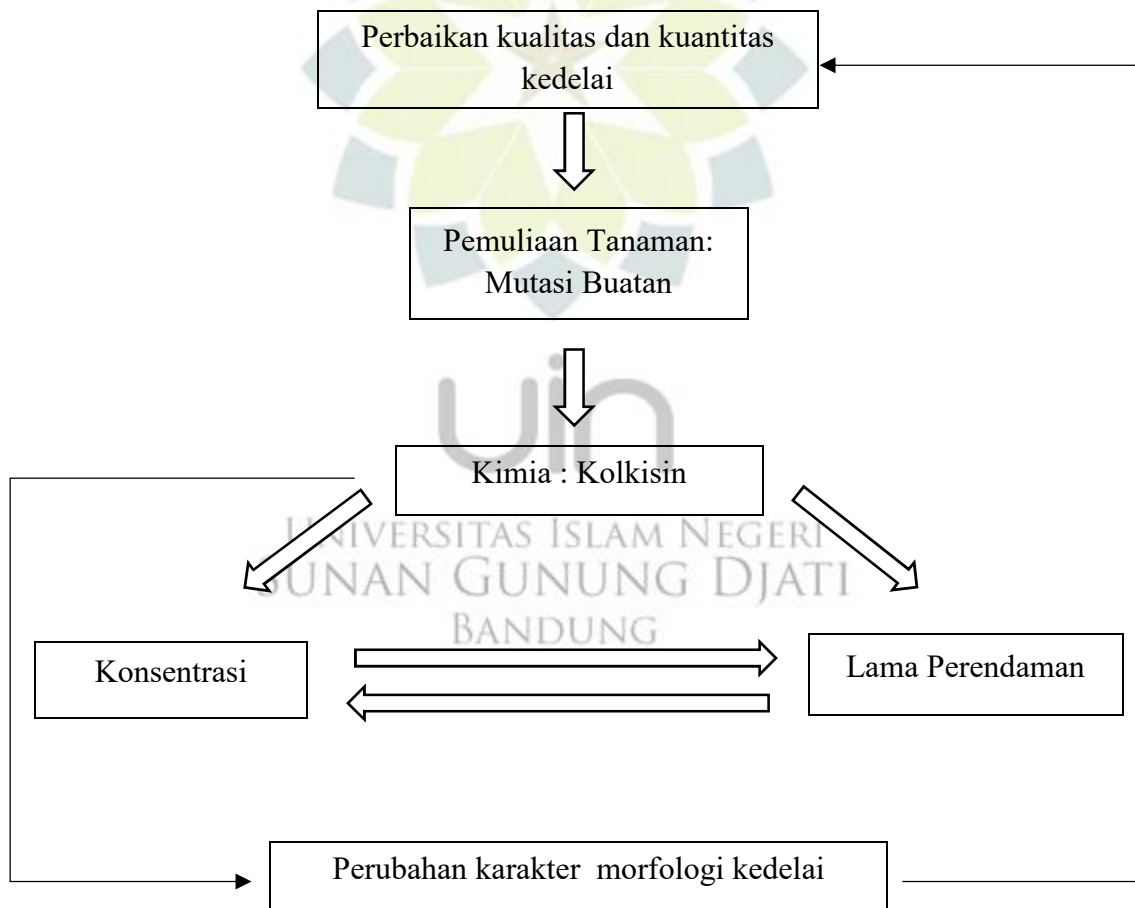 Perbaikan kualitas dan kuantitas
kedelai
Pemuliaan Tanaman:
Mutasi Buatan
uin
Kimia : Kolkisin
UNIVERSITAS ISLAM NEGERI
SUNAN GUNUNG DJATI
BANDUNG
Konsentrasi
Lama Perendaman
Perubahan karakter morfologi kedelai